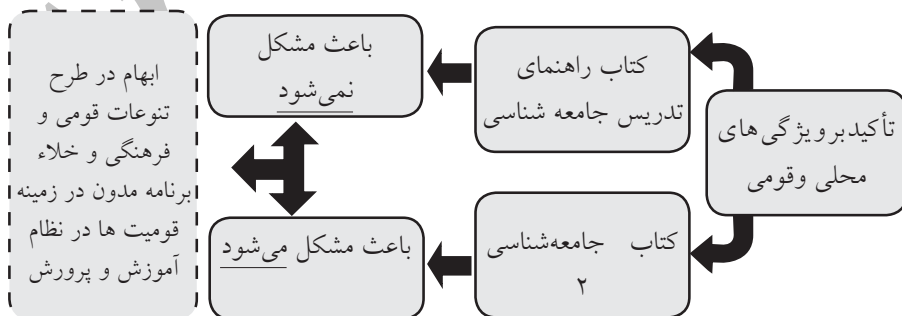 تأکیدبرویژگی‌های
محلی وقومی
کتاب راهنمای
تدریس جامعه شناسی
باعث مشکل
نمی‌شود
کتاب جامعه‌شناسی
۲
باعث مشکل می‌شود
ابهام در طرح
تنوعات قومی و
فرهنگی و خلاء
برنامه مدون در زمینه
قومیت ها در نظام
آموزش و پرورش